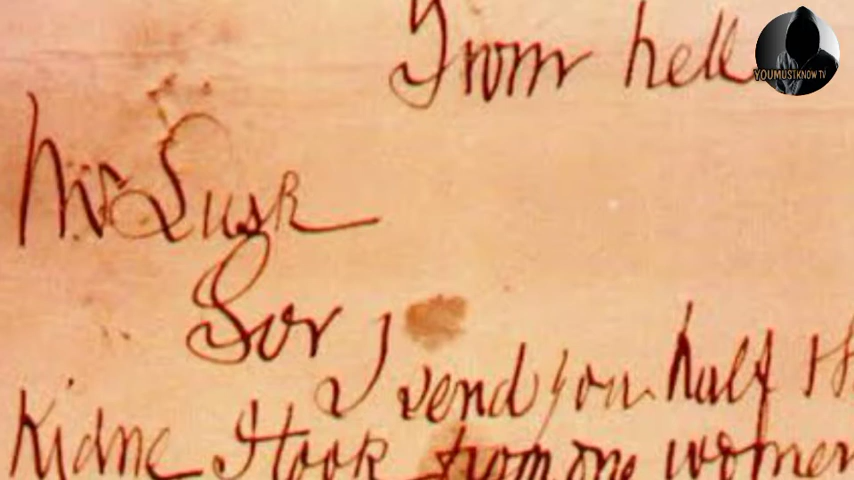 From hell
YOUMUSTKNOW TV
Mr Lusk
Sor
I send you half
Kidne I took from one women